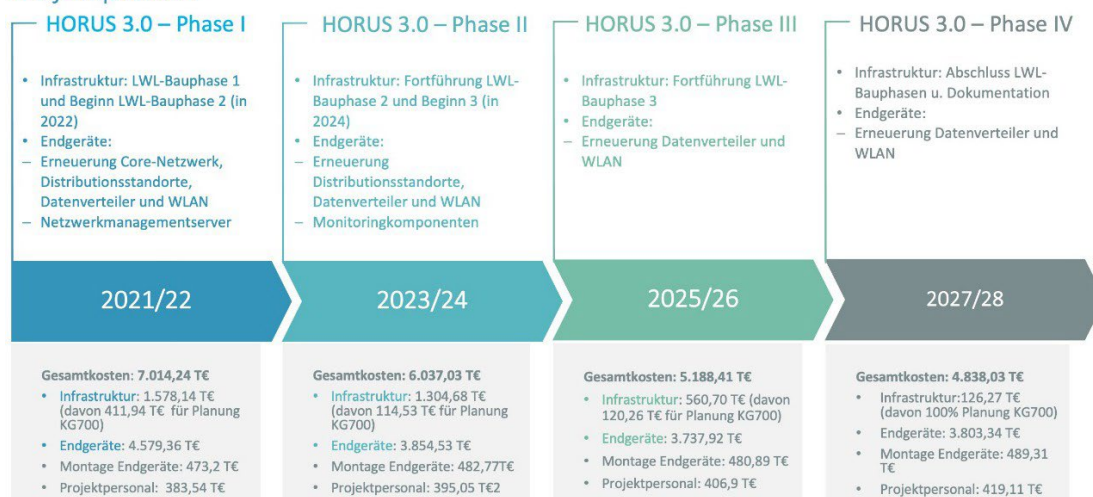 HORUS 3.0 – Phase I
• Infrastruktur: LWL-Bauphase 1
und Beginn LWL-Bauphase 2 (in
2022)
• Endgeräte:
– Erneuerung Core-Netzwerk,
Distributionsstandorte,
Datenverteiler und WLAN
– Netzwerkmanagementserver
2021/22
Gesamtkosten: 7.014,24 T€
• Infrastruktur: 1.578,14 T€
(davon 411,94 T€ für Planung
KG700)
• Endgeräte: 4.579,36 T€
• Montage Endgeräte: 473,2 T€
• Projektpersonal: 383,54 T€
HORUS 3.0 – Phase II
• Infrastruktur: Fortführung LWL-
Bauphase 2 und Beginn 3 (in
2024)
• Endgeräte:
– Erneuerung
Distributionsstandorte,
Datenverteiler und WLAN
– Monitoringkomponenten
2023/24
Gesamtkosten: 6.037,03 T€
• Infrastruktur: 1.304,68 T€
(davon 114,53 T€ für Planung
KG700)
• Endgeräte: 3.854,53 T€
• Montage Endgeräte: 482,77T€
• Projektpersonal: 395,05 T€2
HORUS 3.0 – Phase III
• Infrastruktur: Fortführung LWL-
Bauphase 3
• Endgeräte:
– Erneuerung Datenverteiler und
WLAN
2025/26
Gesamtkosten: 5.188,41 T€
• Infrastruktur: 560,70 T€ (davon
120,26 T€ für Planung KG700)
• Endgeräte: 3.737,92 T€
• Montage Endgeräte: 480,89 T€
• Projektpersonal: 406,9 T€
HORUS 3.0 – Phase IV
• Infrastruktur: Abschluss LWL-
Bauphasen u. Dokumentation
• Endgeräte:
– Erneuerung Datenverteiler und
WLAN
2027/28
Gesamtkosten: 4.838,03 T€
• Infrastruktur:126,27 T€
(davon 100% Planung KG700)
• Endgeräte: 3.803,34 T€
• Montage Endgeräte: 489,31
T€
• Projektpersonal: 419,11 T€